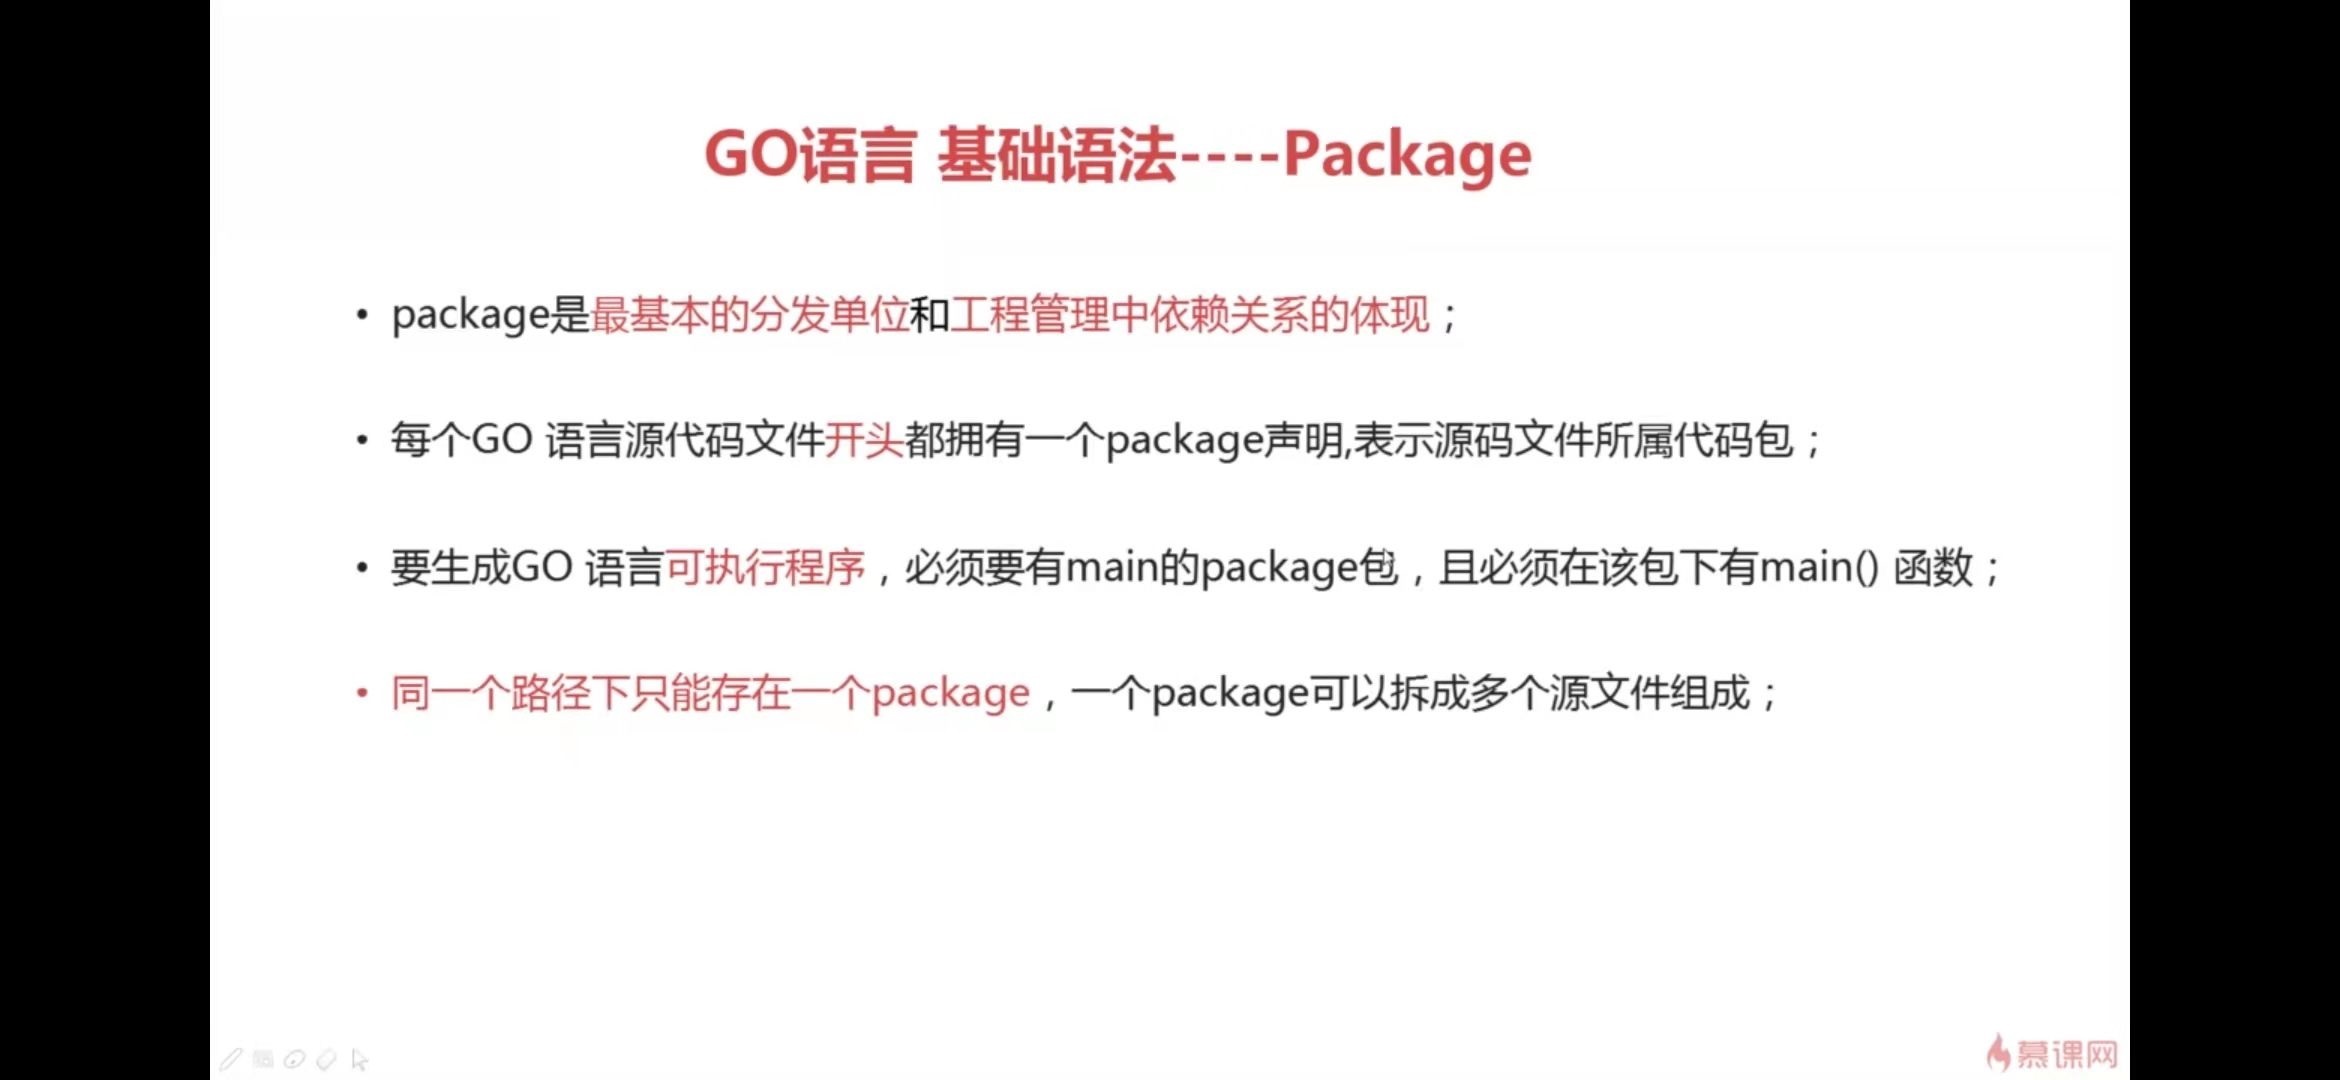 GO语言 基础语法----Package
• package是最基本的分发单位和工程管理中依赖关系的体现；
• 每个GO 语言源代码文件开头都拥有一个package声明,表示源码文件所属代码包；
• 要生成GO 语言可执行程序，必须要有main的package包，且必须在该包下有main() 函数；
• 同一个路径下只能存在一个package，一个package可以拆成多个源文件组成；
慕课网